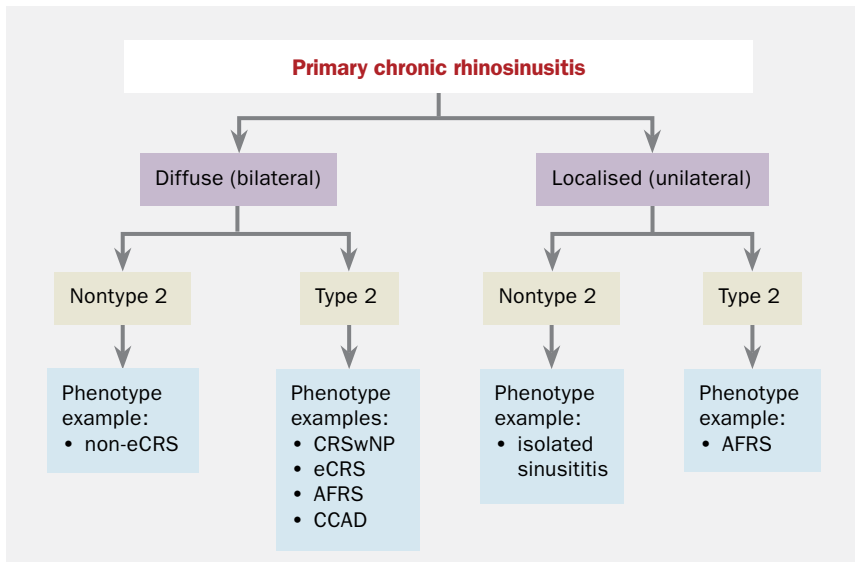 Primary chronic rhinosinusitis
Diffuse (bilateral)
Localised (unilateral)
Nontype 2
Type 2
Nontype 2
Type 2
Phenotype
example:
• non-eCRS
Phenotype
examples:
• CRSwNP
• eCRS
• AFRS
• CCAD
Phenotype
example:
• isolated
sinusititis
Phenotype
example:
• AFRS